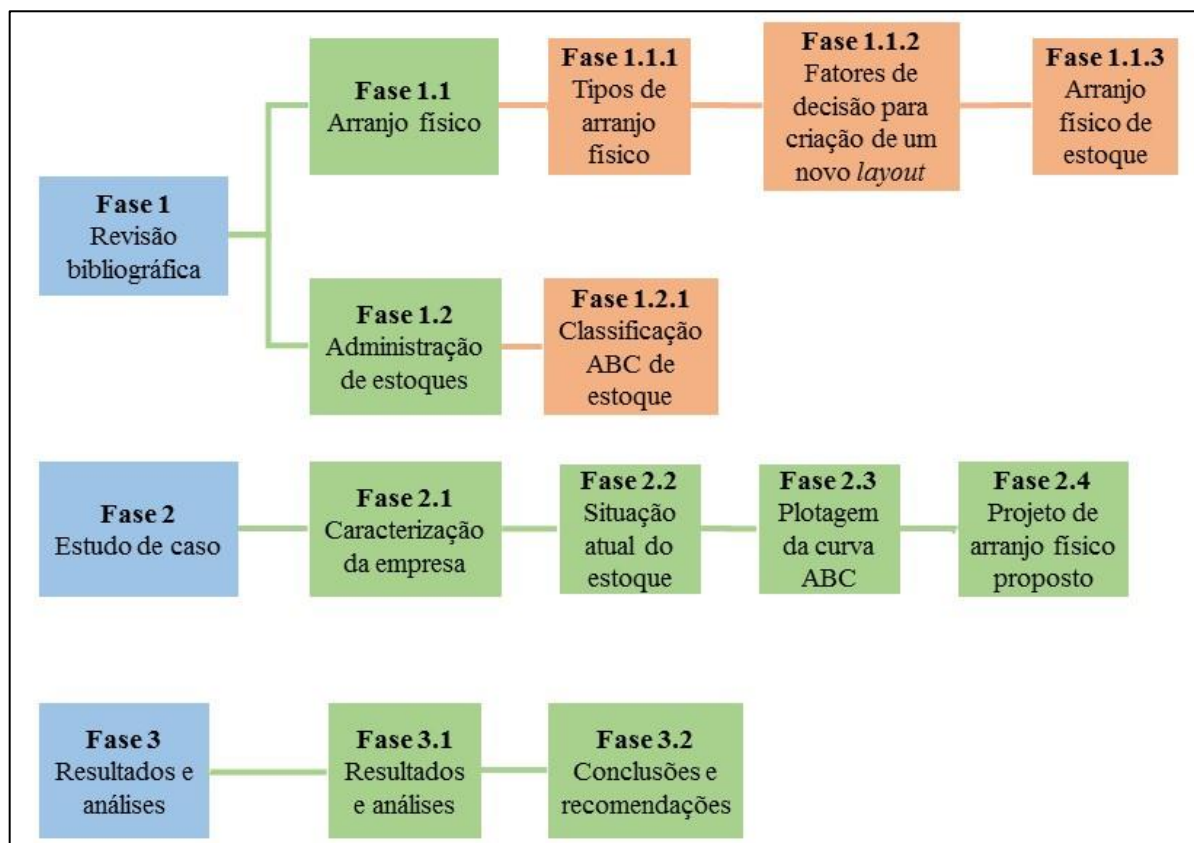 Fase 1
Revisão
bibliográfica
Fase 1.1
Arranjo físico
Fase 1.1.1
Tipos de
arranjo
físico
Fase 1.1.2
Fatores de
decisão para
criação de um
novo layout
Fase 1.1.3
Arranjo
físico de
estoque
Fase 1.2
Administração
de estoques
Fase 1.2.1
Classificação
ABC de
estoque
Fase 2
Estudo de caso
Fase 2.1
Caracterização
da empresa
Fase 2.2
Situação
atual do
estoque
Fase 2.3
Plotagem
da curva
ABC
Fase 2.4
Projeto de
arranjo físico
proposto
Fase 3
Resultados e
análises
Fase 3.1
Resultados
e análises
Fase 3.2
Conclusões e
recomendações